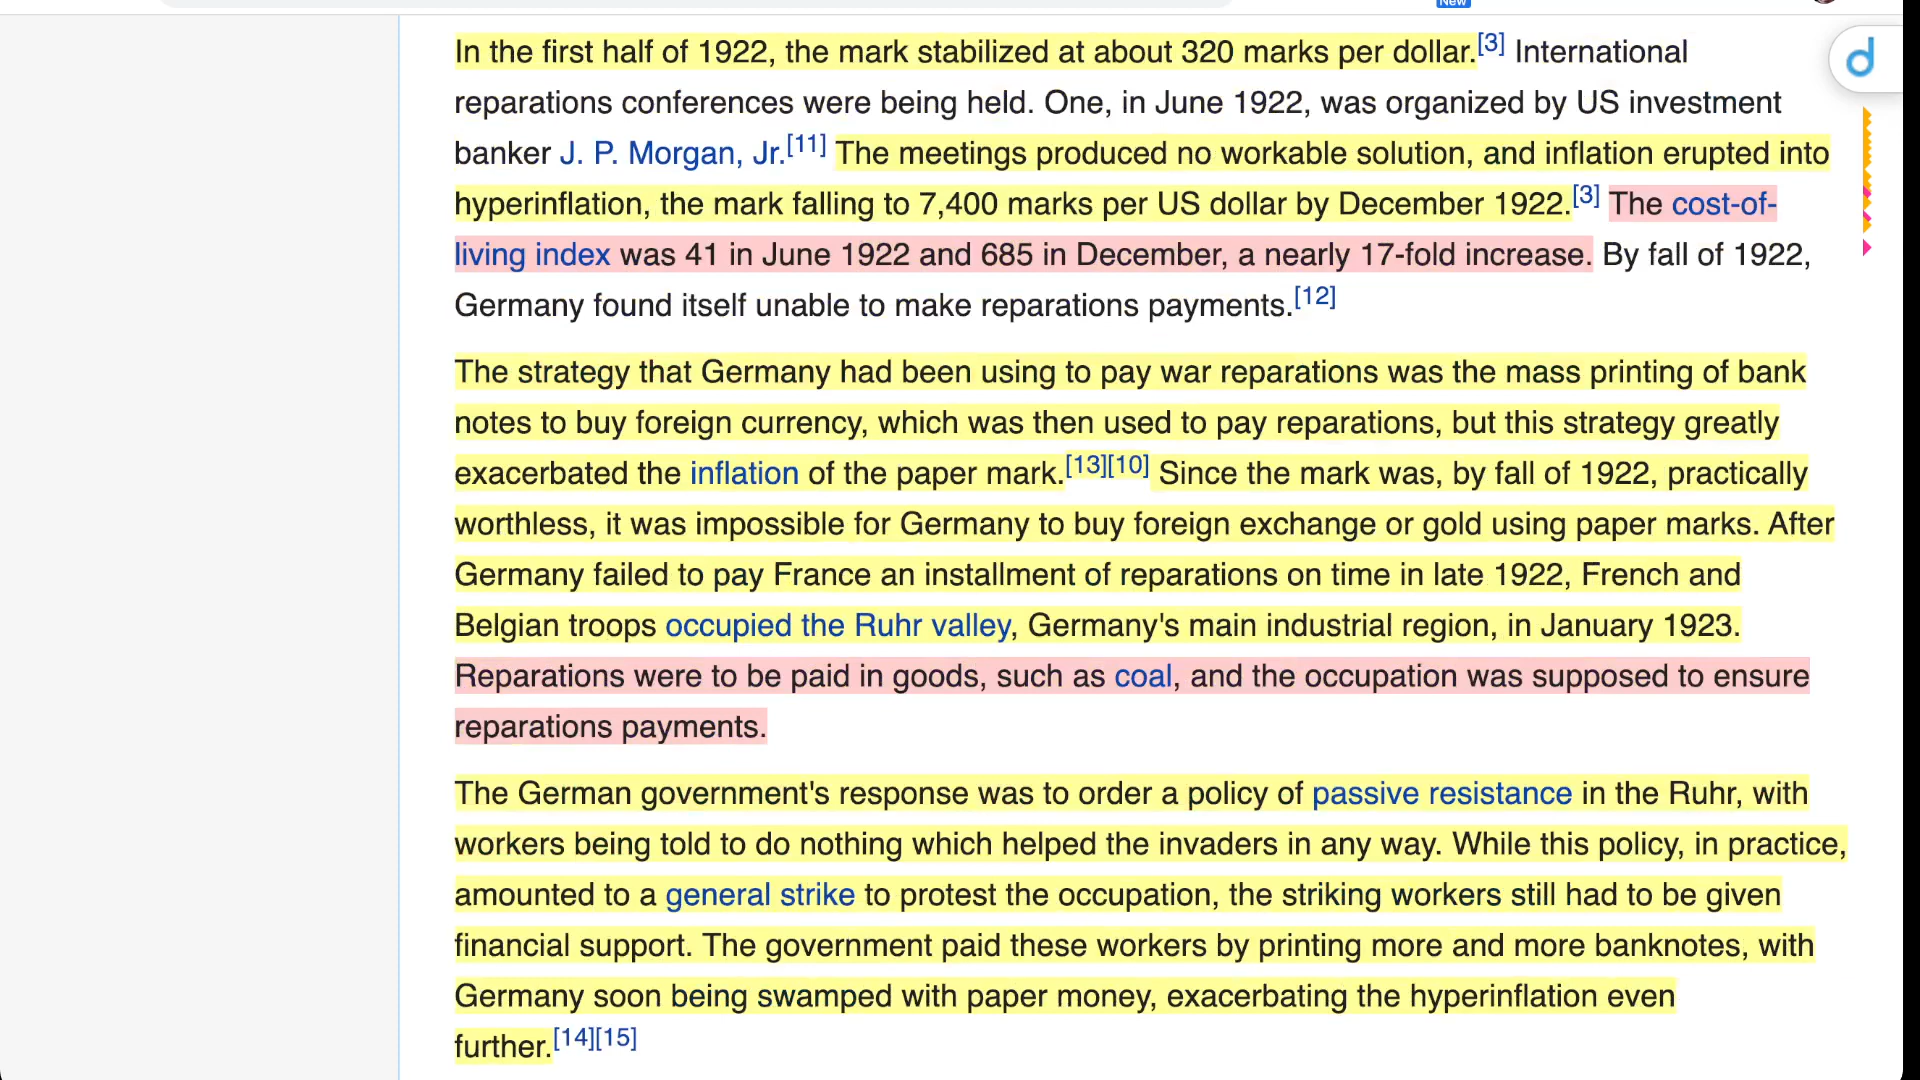 New
In the first half of 1922, the mark stabilized at about 320 marks per dollar.[3] International
reparations conferences were being held. One, in June 1922, was organized by US investment
banker J. P. Morgan, Jr.[11] The meetings produced no workable solution, and inflation erupted into
hyperinflation, the mark falling to 7,400 marks per US dollar by December 1922.[3] The cost-of-
living index was 41 in June 1922 and 685 in December, a nearly 17-fold increase. By fall of 1922,
Germany found itself unable to make reparations payments.[12]
The strategy that Germany had been using to pay war reparations was the mass printing of bank
notes to buy foreign currency, which was then used to pay reparations, but this strategy greatly
exacerbated the inflation of the paper mark.[13][10] Since the mark was, by fall of 1922, practically
worthless, it was impossible for Germany to buy foreign exchange or gold using paper marks. After
Germany failed to pay France an installment of reparations on time in late 1922, French and
Belgian troops occupied the Ruhr valley, Germany's main industrial region, in January 1923.
Reparations were to be paid in goods, such as coal, and the occupation was supposed to ensure
reparations payments.
The German government's response was to order a policy of passive resistance in the Ruhr, with
workers being told to do nothing which helped the invaders in any way. While this policy, in practice,
amounted to a general strike to protest the occupation, the striking workers still had to be given
financial support. The government paid these workers by printing more and more banknotes, with
Germany soon being swamped with paper money, exacerbating the hyperinflation even
further.[14][15]